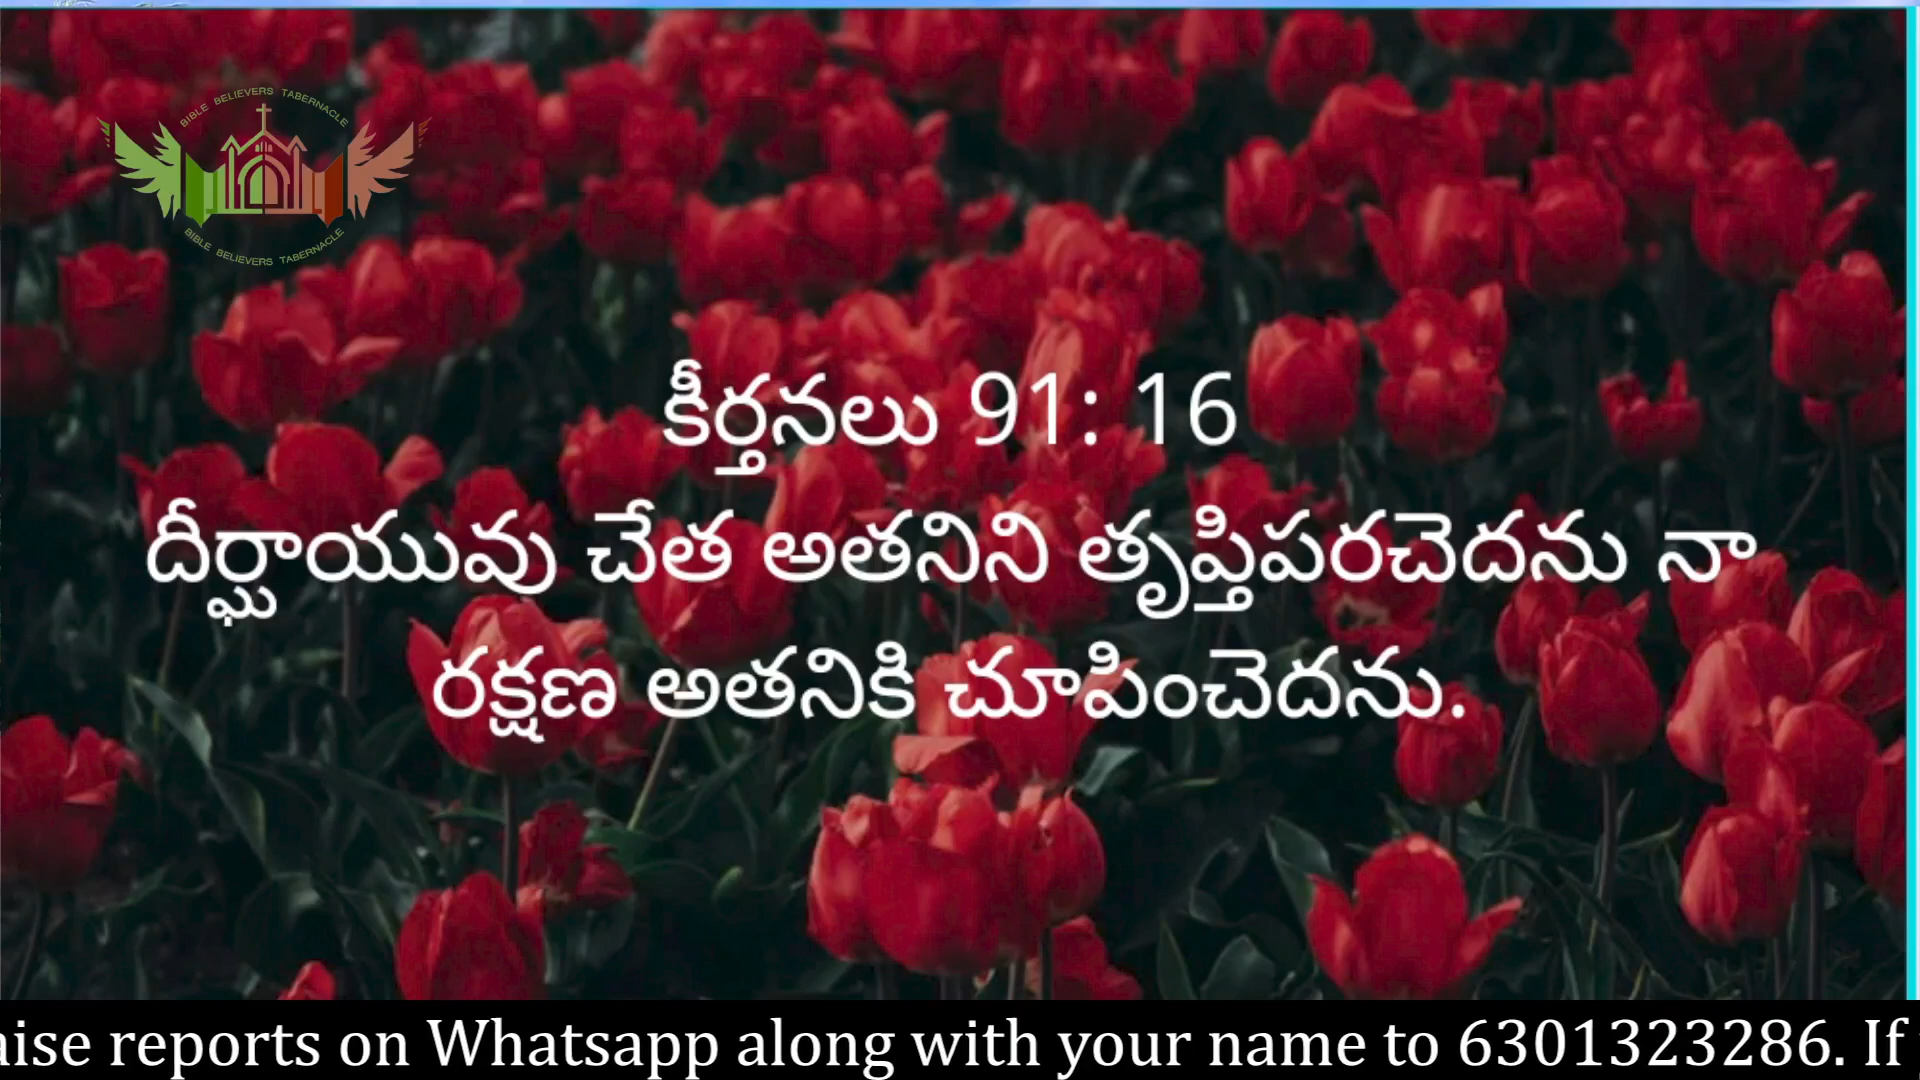 BIBLE BELIEVERS TABERNACLE
BIBLE BELIEVERS TABERNACLE
కీర్తనలు 91: 16
దీర్ఘాయువు చేత అతనిని తృప్తిపరచెదను నా
రక్షణ అతనికి చూపించెదను.
aise reports on Whatsapp along with your name to 6301323286. If